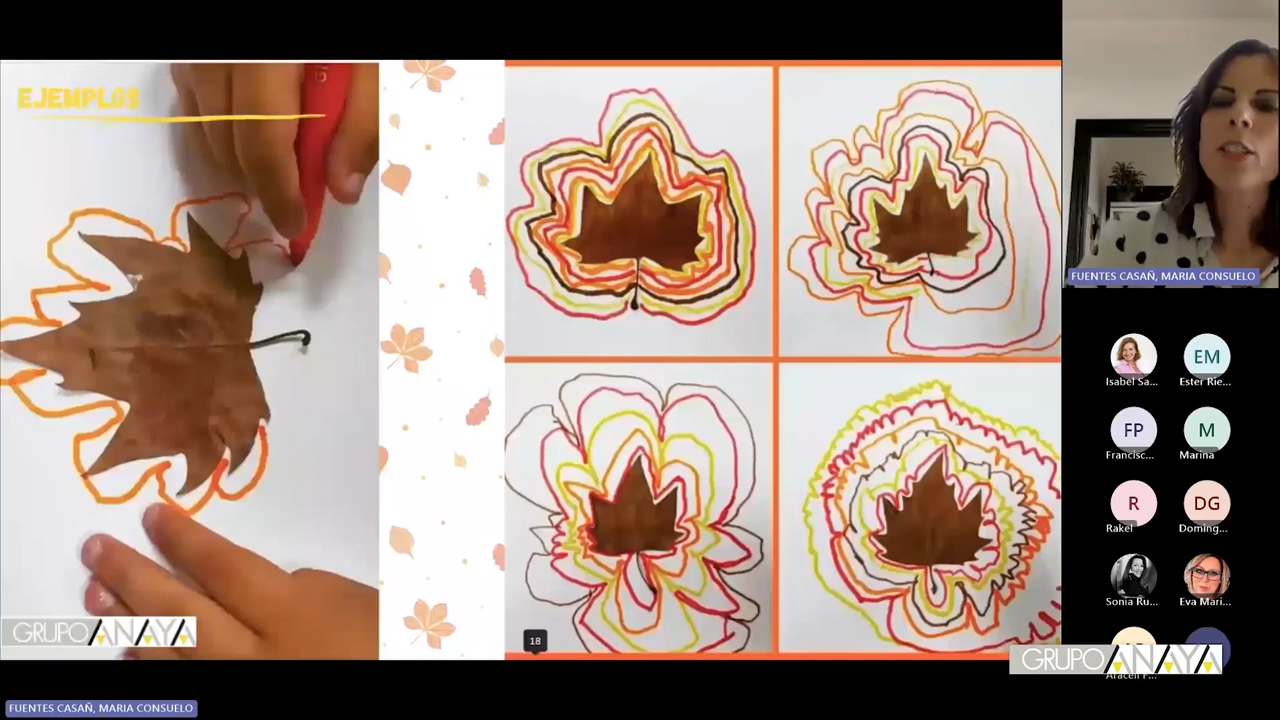 EJEMPLOS
GRUPO ANAYA
18
FUENTES CASAÑ, MARIA CONSUELO
FUENTES CASAÑ, MARIA CONSUELO
Isabel Sa...
EM
Ester Rie...
FP
Francisc...
M
Marina
R
Rakel
DG
Doming...
Sonia Ru...
Eva Mari...
GRUPO ANAYA